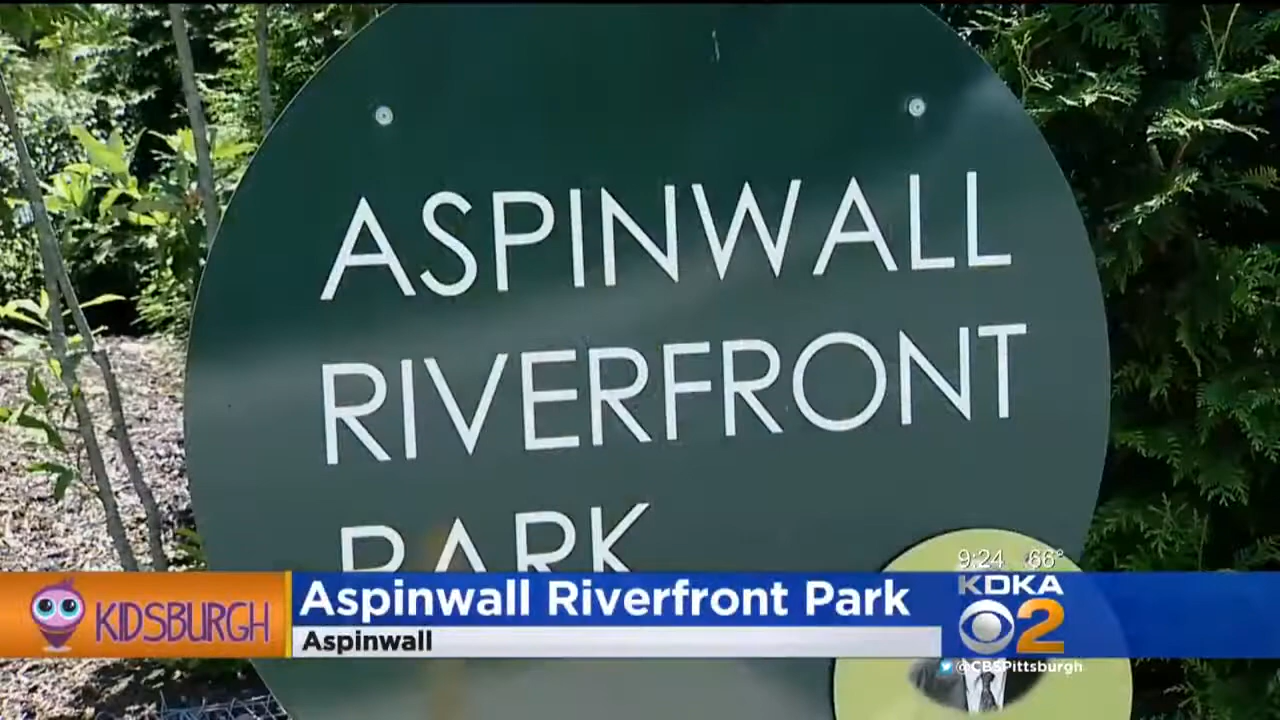 ASPINWALL
RIVERFRONT
PARK
9:24 66°
KIDSBURGH
Aspinwall Riverfront Park
KDKA
2
Aspinwall
@CBSPittsburgh